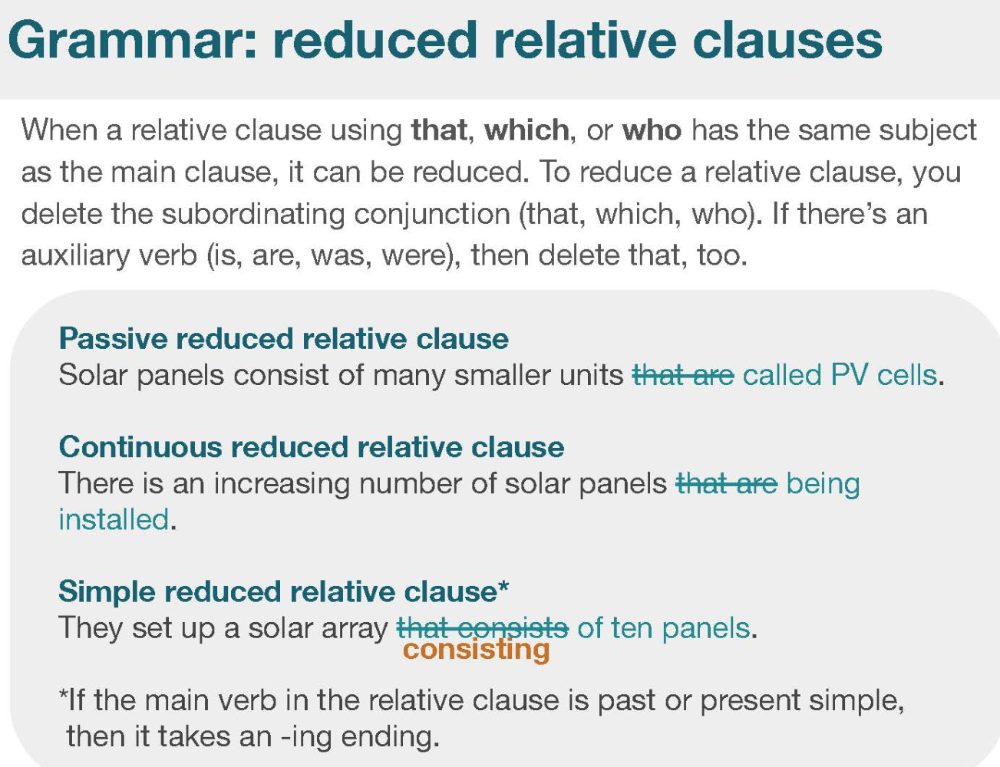 Grammar: reduced relative clauses
When a relative clause using that, which, or who has the same subject
as the main clause, it can be reduced. To reduce a relative clause, you
delete the subordinating conjunction (that, which, who). If there’s an
auxiliary verb (is, are, was, were), then delete that, too.
Passive reduced relative clause
Solar panels consist of many smaller units that are called PV cells.
Continuous reduced relative clause
There is an increasing number of solar panels that are being
installed.
Simple reduced relative clause*
They set up a solar array that consists of ten panels.
consisting
*If the main verb in the relative clause is past or present simple,
then it takes an -ing ending.